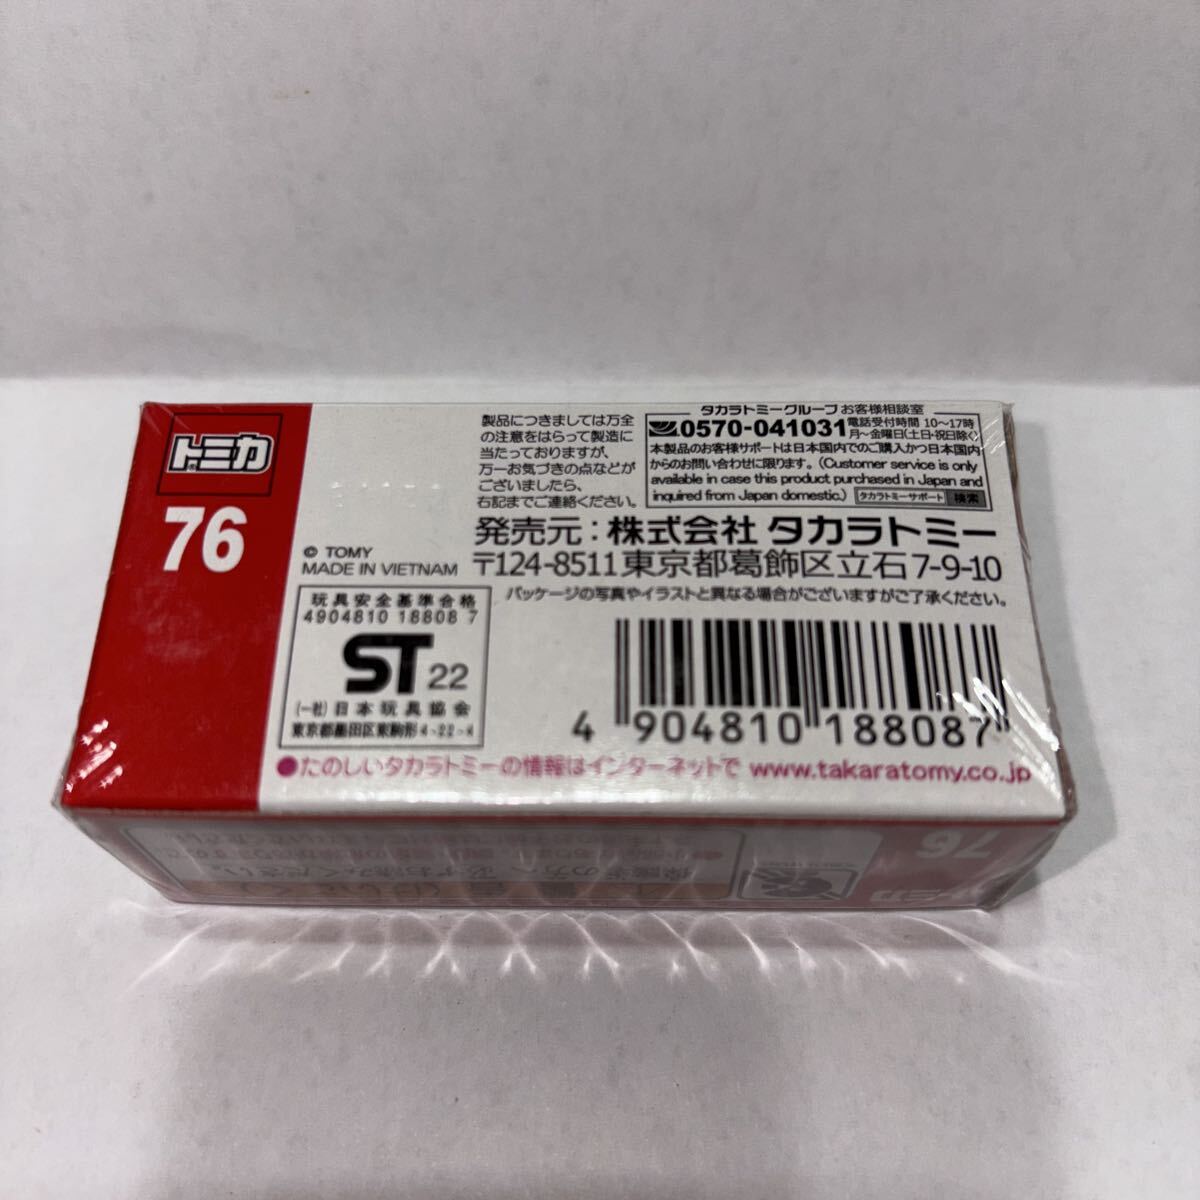 トミカ
76
© TOMY
MADE IN VIETNAM
製品につきましては万全
の注意をはらって製造に
当たっておりますが、
万一お気づきの点などが
ございましたら、
右記までご連絡ください。
タカラトミーグループ お客様相談室
0570-041031 電話受付時間 10〜17時
月〜金曜日(土日・祝日除く)
本製品のお客様サポートは日本国内でのご購入かつ日本国内
からのお問い合わせに限ります。(Customer service is only
available in case this product purchased in Japan and
inquired from Japan domestic.) タカラトミーサポート 検索
発売元：株式会社 タカラトミー
〒124-8511 東京都葛飾区立石 7-9-10
パッケージの写真やイラストと異なる場合がございますがご了承ください。
玩具安全基準合格
4904810 18808 7
ST 22
(一社)日本玩具協会
東京都墨田区東駒形4-22-4
4 904810 188087
●たのしいタカラトミーの情報はインターネットで www.takaratomy.co.jp
76
トミカ